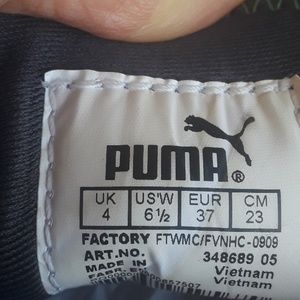 PUMA®
UK US'W EUR CM
4 6½ 37 23
FACTORY FTWMC/FVNHC-0909
ART.NO. 348689 05
MADE IN Vietnam
Vietnam